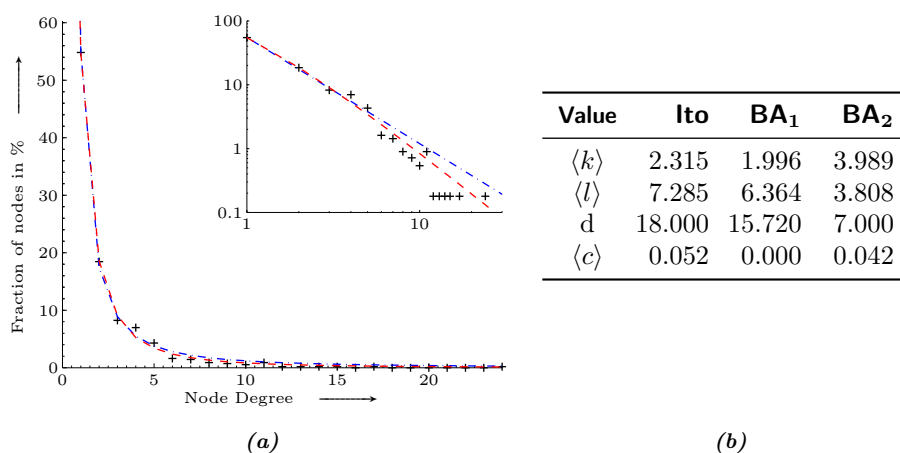 60
50
40
30
20
10
0
Fraction of nodes in %
0 5 10 15 20
Node Degree
100
10
1
0.1
1 10
(a)
Value Ito BA₁ BA₂
⟨k⟩ 2.315 1.996 3.989
⟨l⟩ 7.285 6.364 3.808
d 18.000 15.720 7.000
⟨c⟩ 0.052 0.000 0.042
(b)